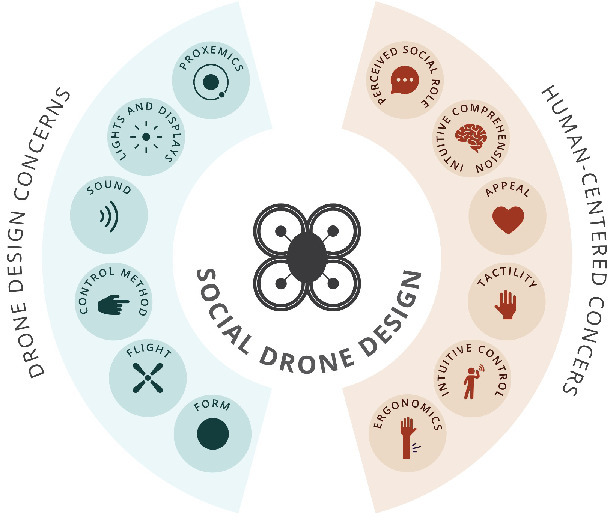 DRONE DESIGN CONCERNS
PROXEMICS
LIGHTS AND DISPLAYS
SOUND
CONTROL METHOD
FLIGHT
FORM
SOCIAL DRONE DESIGN
PERCEIVED SOCIAL ROLE
INTUITIVE COMPREHENSION
APPEAL
TACTILITY
INTUITIVE CONTROL
ERGONOMICS
HUMAN-CENTERED CONCERS